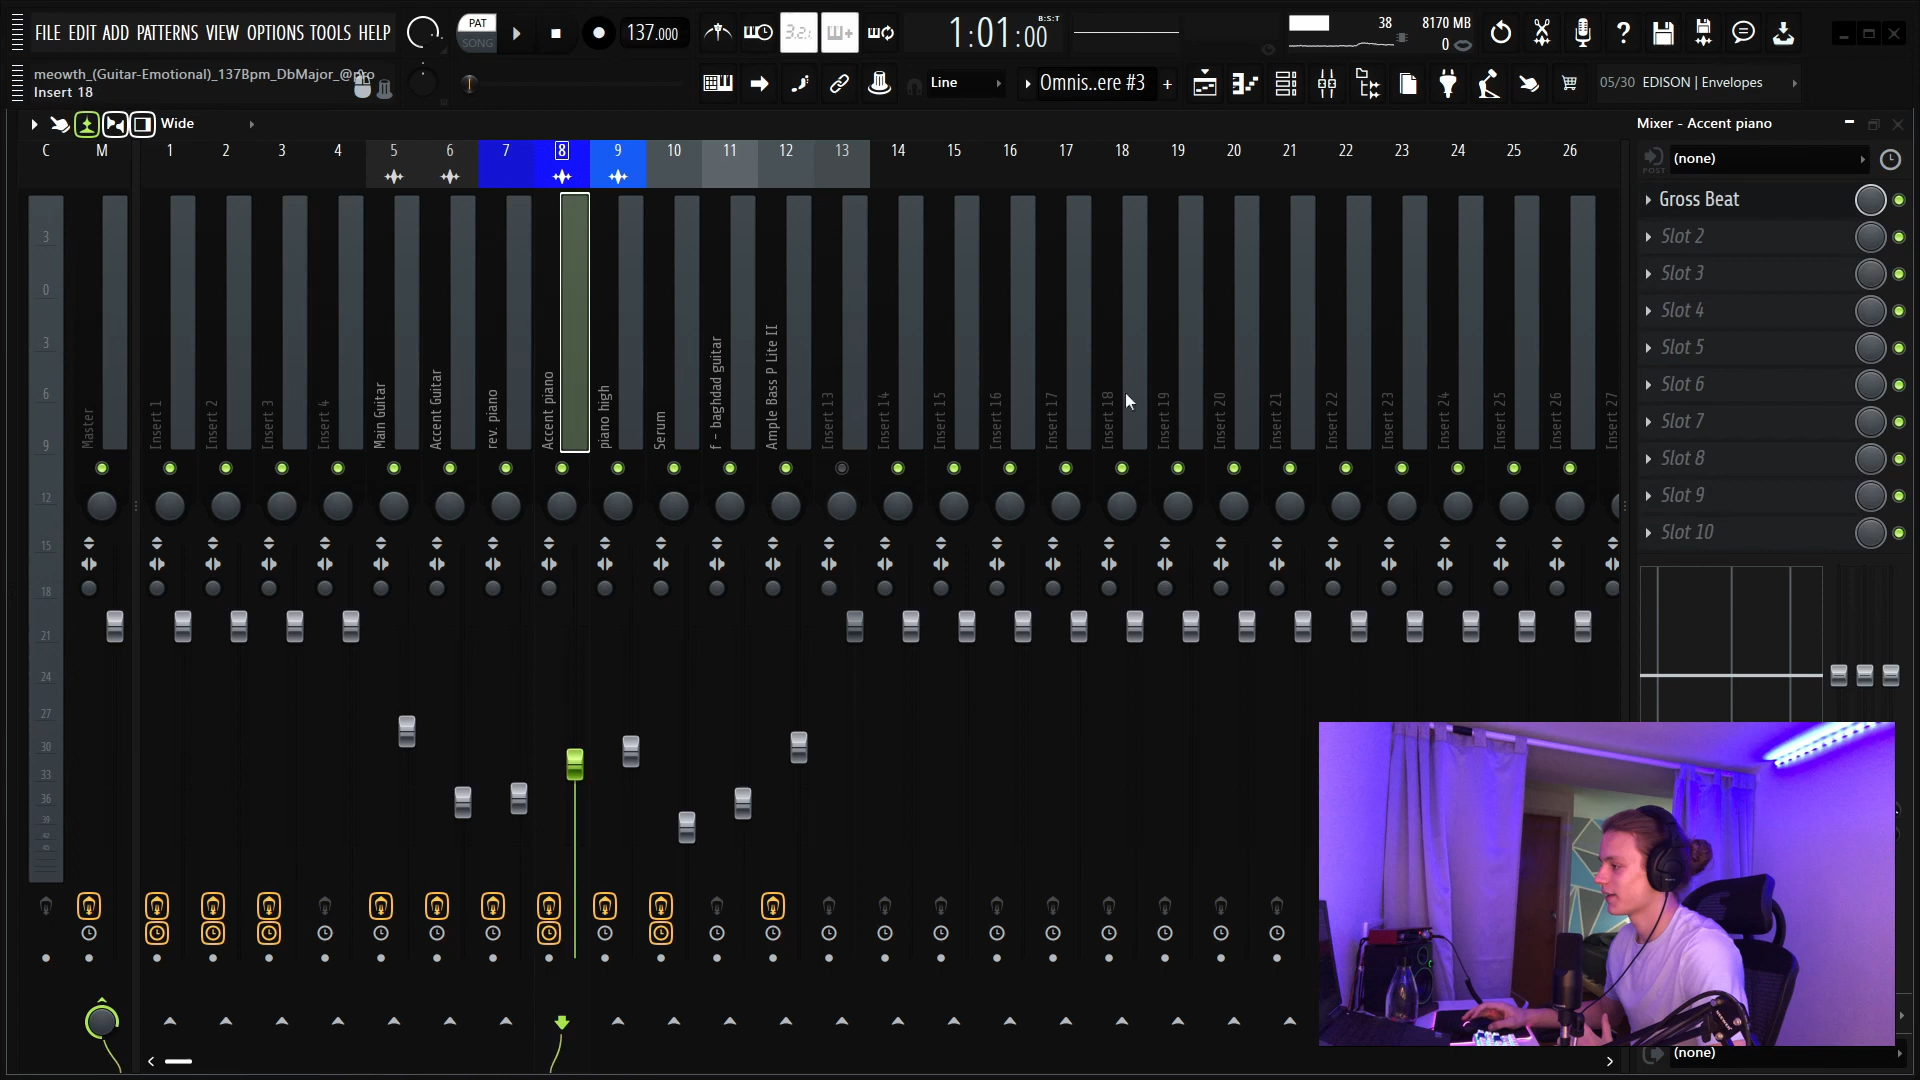 FILE EDIT ADD PATTERNS VIEW OPTIONS TOOLS HELP
PAT
SONG
137.000
3.2.
1:01:00
B:S:T
38
8170 MB
0
meowth_(Guitar-Emotional)_137Bpm_DbMajor_@
Insert 18
Line
Omnis..ere #3
05/30 EDISON | Envelopes
Wide
Mixer - Accent piano
C M 1 2 3 4 5 6 7 8 9 10 11 12 13 14 15 16 17 18 19 20 21 22 23 24 25 26
POST
(none)
Gross Beat
Slot 2
Slot 3
Slot 4
Slot 5
Slot 6
Slot 7
Slot 8
Slot 9
Slot 10
3
0
3
6
9
12
15
18
21
24
27
30
33
36
39
42
45
Master
Insert 1
Insert 2
Insert 3
Insert 4
Main Guitar
Accent Guitar
rev. piano
Accent piano
piano high
Serum
f - baghdad guitar
Ample Bass P Lite II
Insert 13
Insert 14
Insert 15
Insert 16
Insert 17
Insert 18
Insert 19
Insert 20
Insert 21
Insert 22
Insert 23
Insert 24
Insert 25
Insert 26
Insert 27
(none)